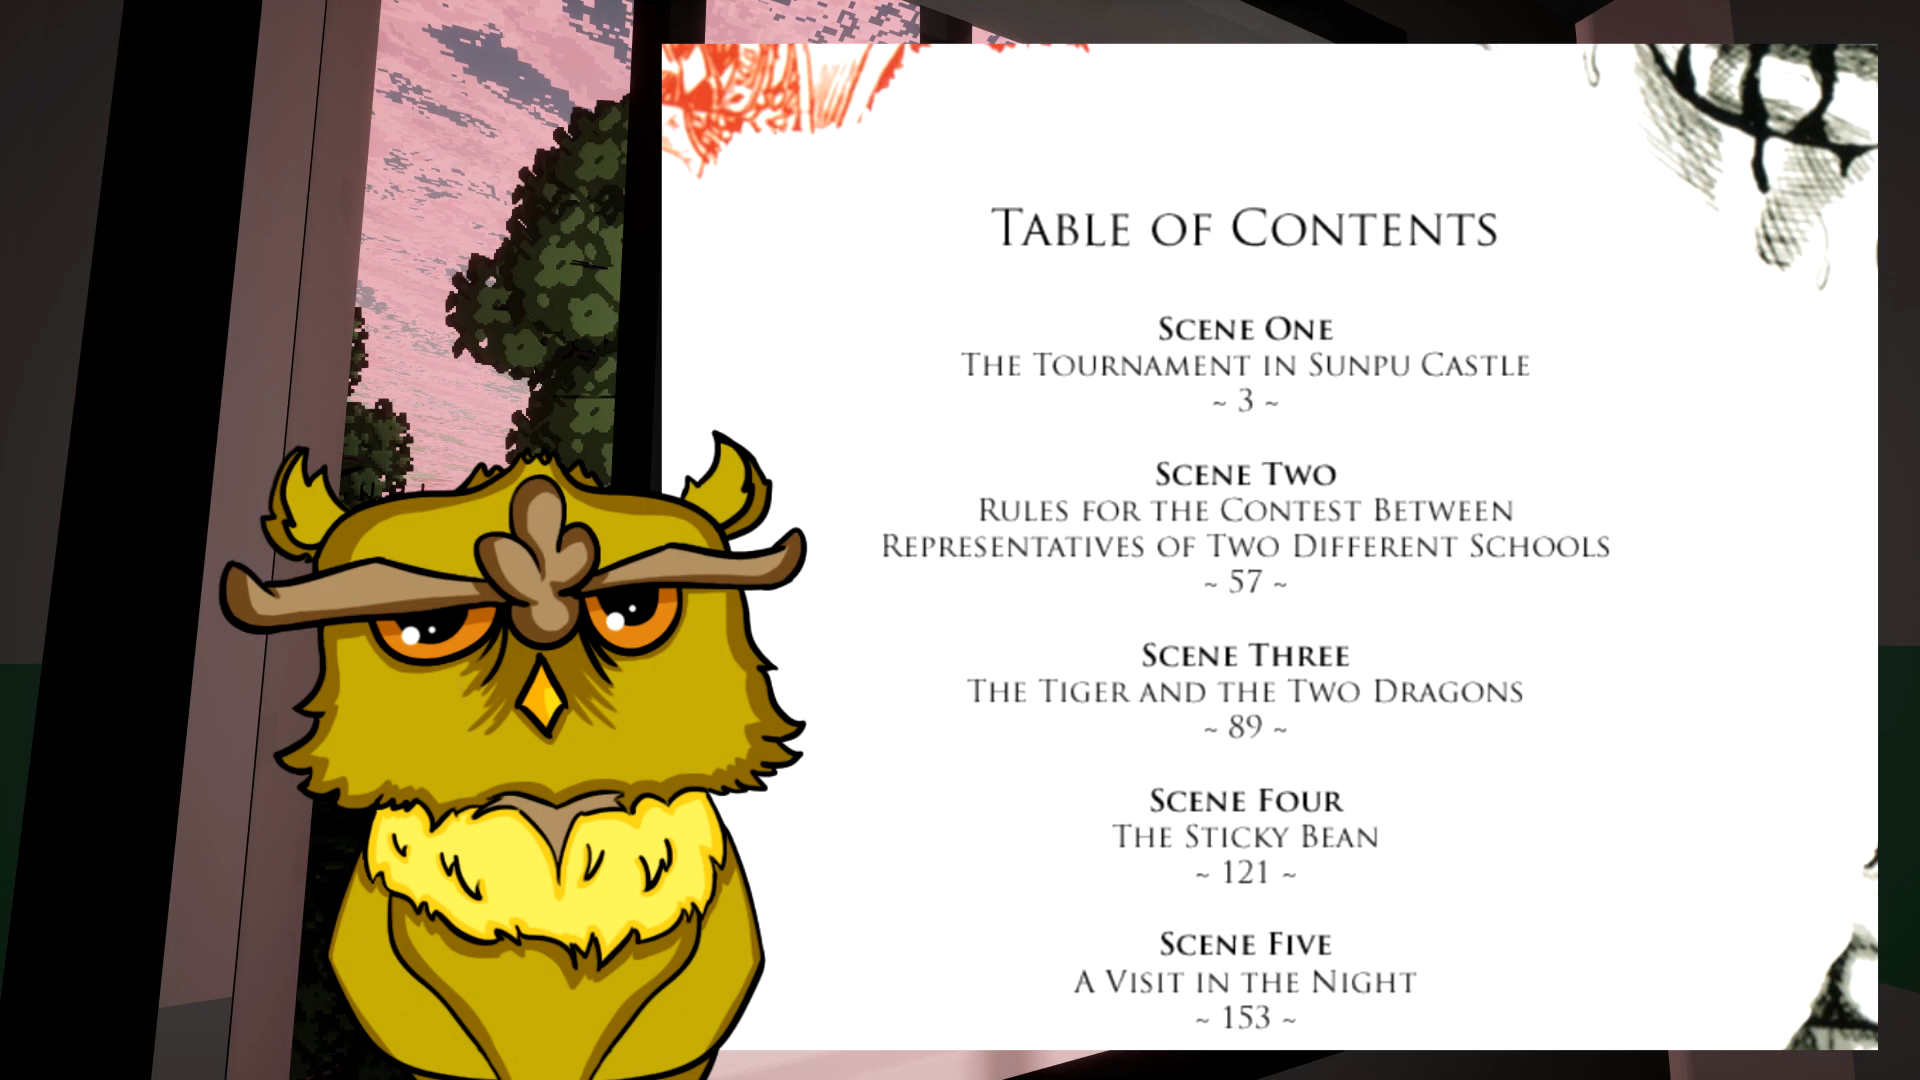 Table of Contents
Scene One
The Tournament in Sunpu Castle
~ 3 ~
Scene Two
Rules for the Contest Between
Representatives of Two Different Schools
~ 57 ~
Scene Three
The Tiger and the Two Dragons
~ 89 ~
Scene Four
The Sticky Bean
~ 121 ~
Scene Five
A Visit in the Night
~ 153 ~